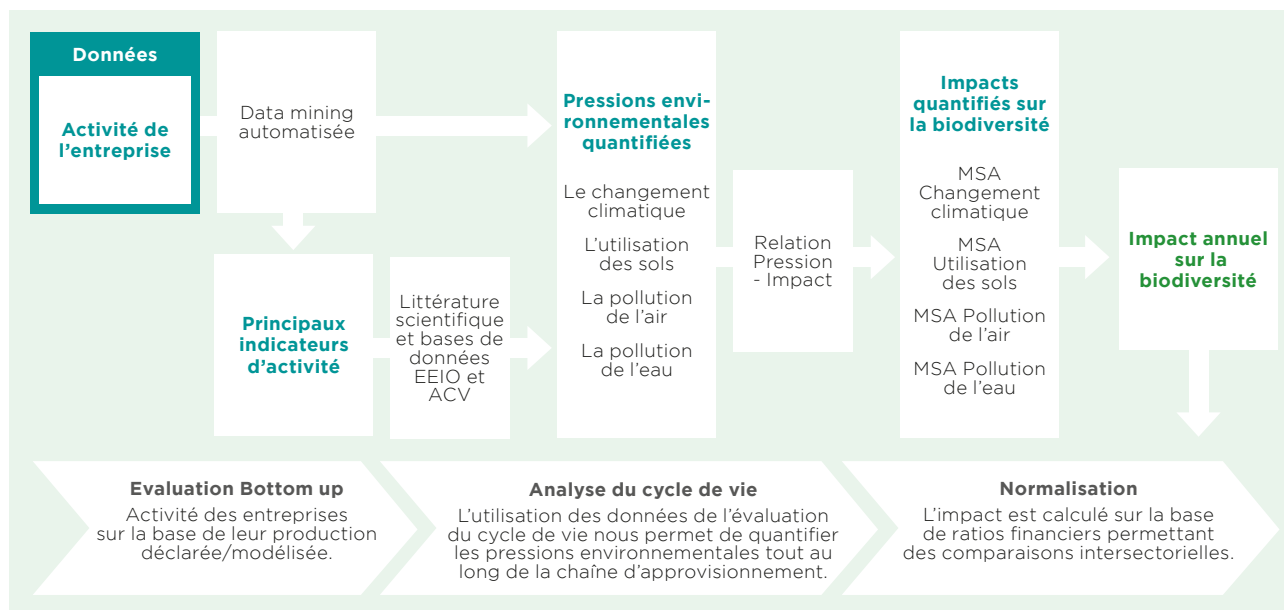 Données
Activité de
l'entreprise
Data mining
automatisée
Principaux
indicateurs
d'activité
Littérature
scientifique
et bases de
données
EEIO et
ACV
Pressions envi-
ronnementales
quantifiées
Le changement
climatique
L'utilisation
des sols
La pollution
de l'air
La pollution
de l'eau
Relation
Pression
- Impact
Impacts
quantifiés sur
la biodiversité
MSA
Changement
climatique
MSA
Utilisation
des sols
MSA Pollution
de l'air
MSA Pollution
de l'eau
Impact annuel
sur la
biodiversité
Evaluation Bottom up
Activité des entreprises
sur la base de leur production
déclarée/modélisée.
Analyse du cycle de vie
L'utilisation des données de l'évaluation
du cycle de vie nous permet de quantifier
les pressions environnementales tout au
long de la chaîne d'approvisionnement.
Normalisation
L'impact est calculé sur la base
de ratios financiers permettant
des comparaisons intersectorielles.